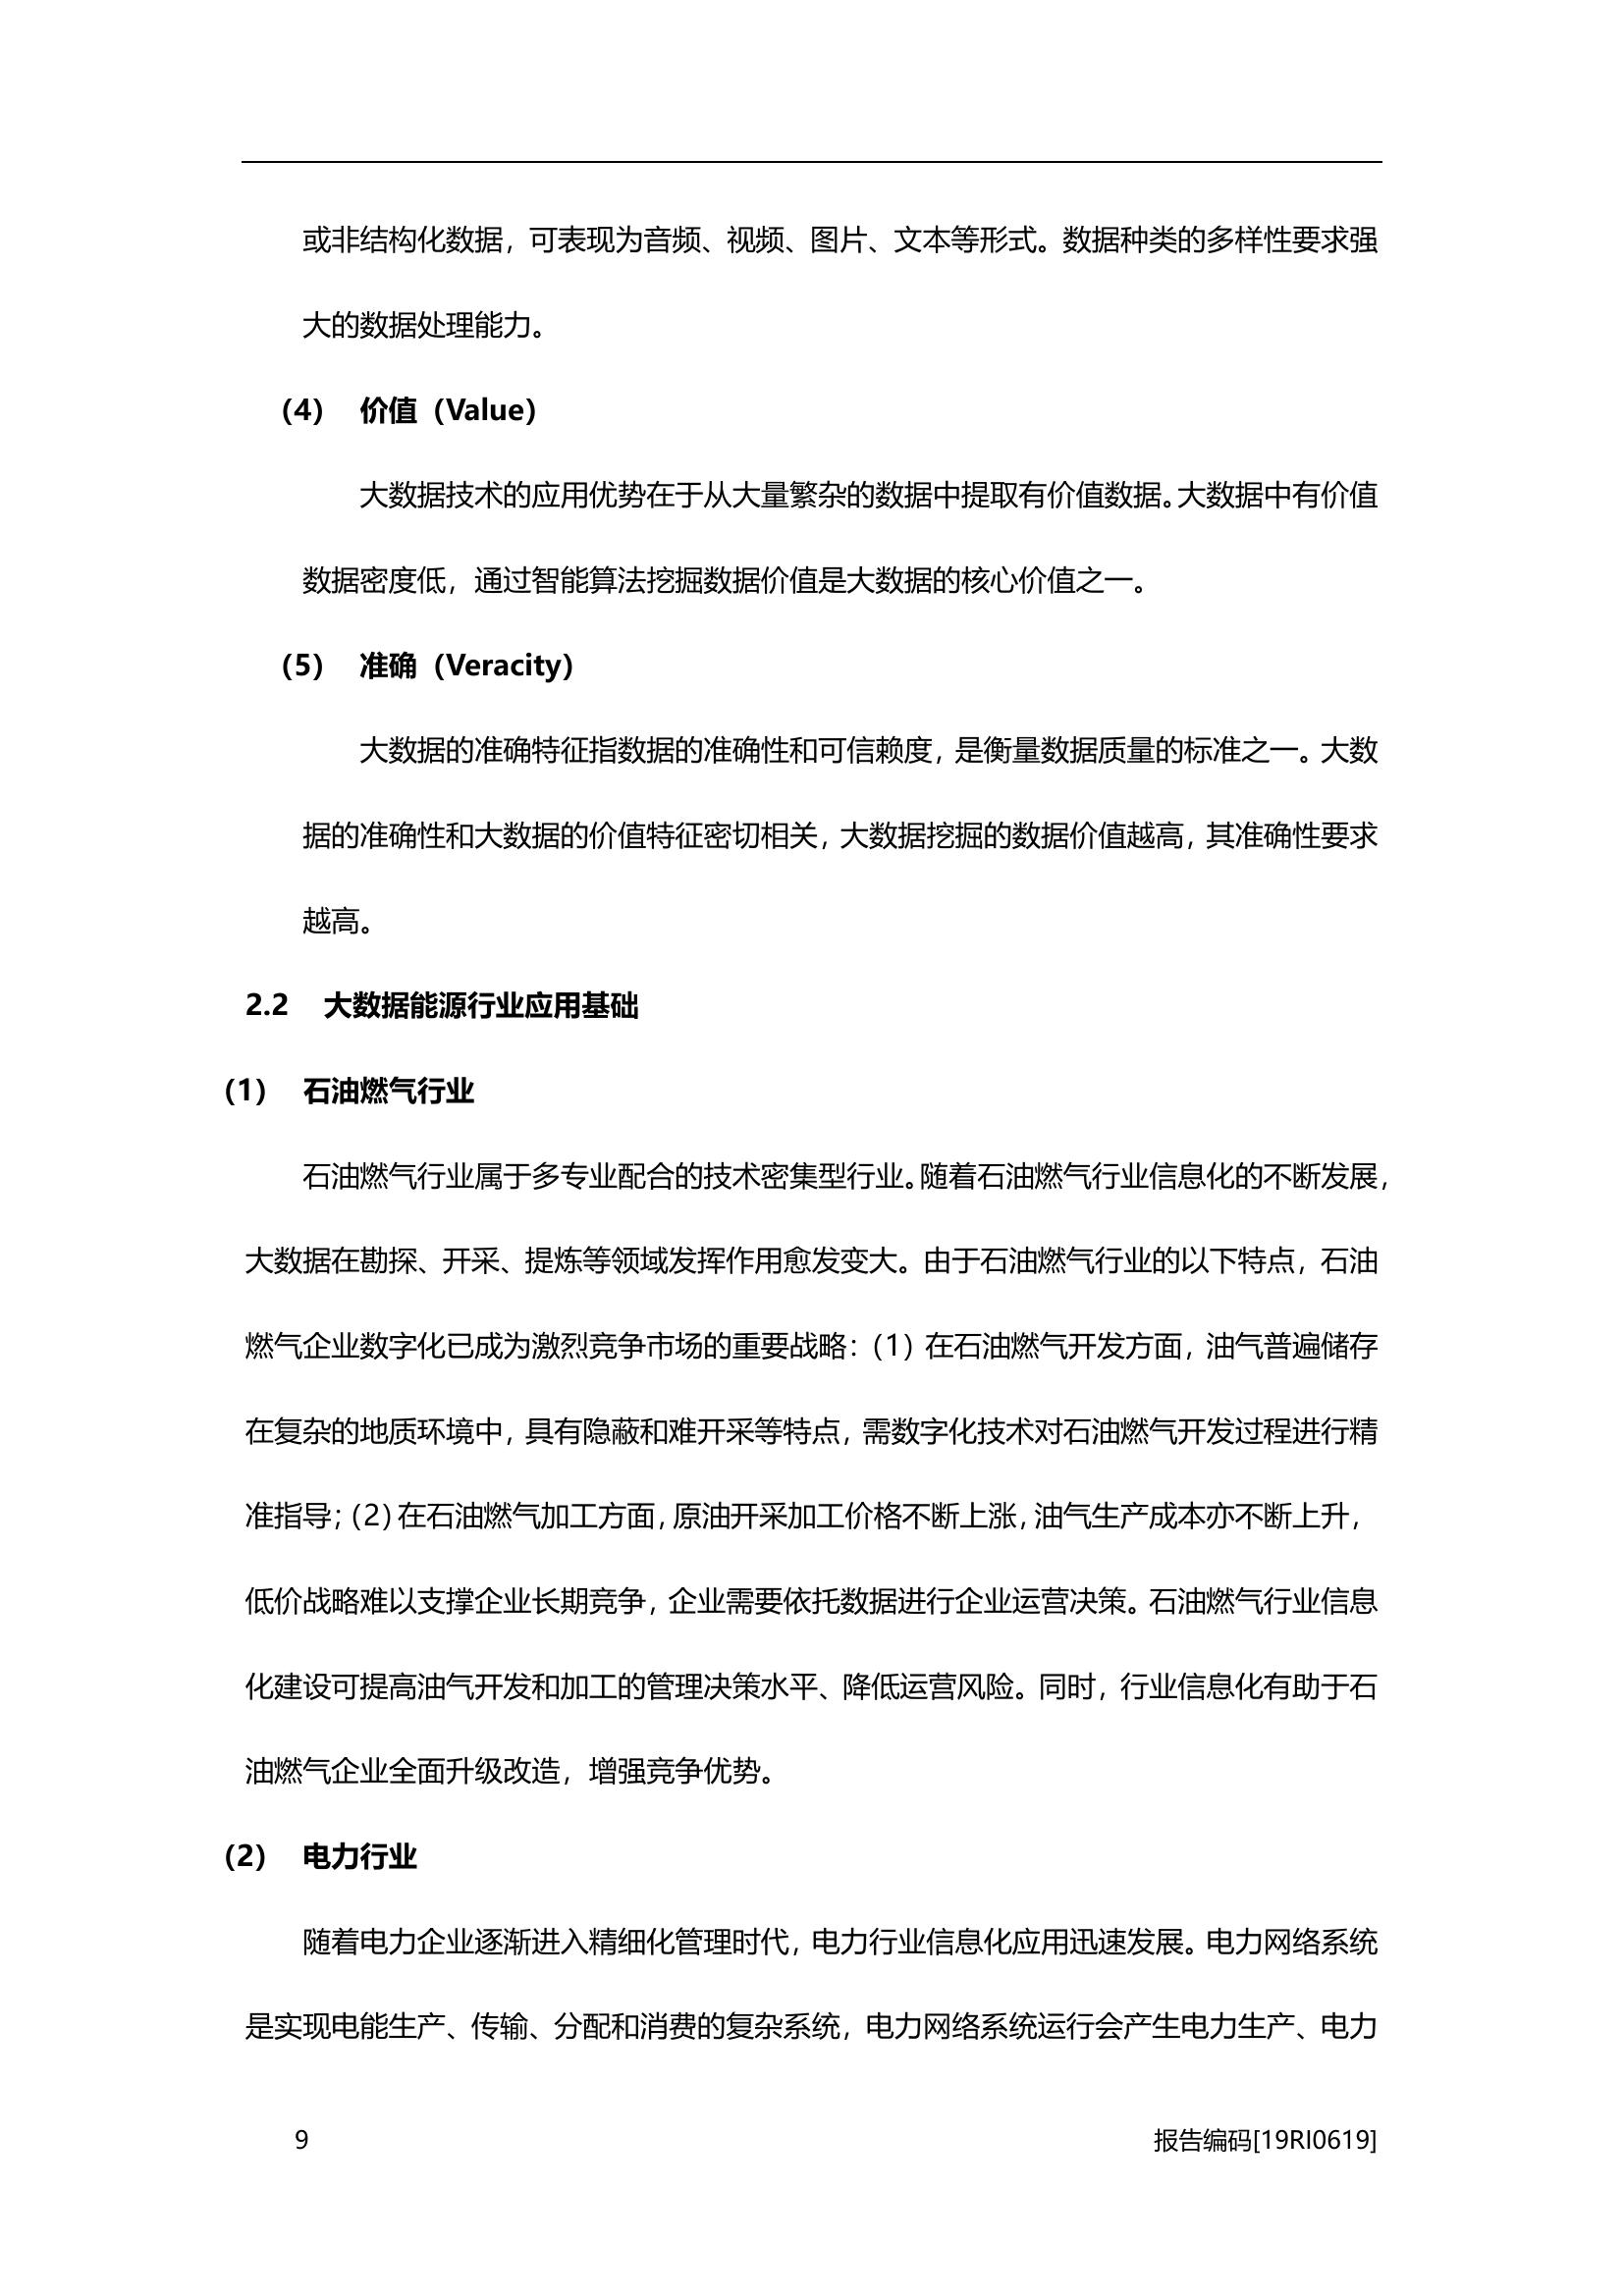 或非结构化数据，可表现为音频、视频、图片、文本等形式。数据种类的多样性要求强
大的数据处理能力。
（4） 价值（Value）
大数据技术的应用优势在于从大量繁杂的数据中提取有价值数据。大数据中有价值
数据密度低，通过智能算法挖掘数据价值是大数据的核心价值之一。
（5） 准确（Veracity）
大数据的准确特征指数据的准确性和可信赖度，是衡量数据质量的标准之一。大数
据的准确性和大数据的价值特征密切相关，大数据挖掘的数据价值越高，其准确性要求
越高。
2.2 大数据能源行业应用基础
（1） 石油燃气行业
石油燃气行业属于多专业配合的技术密集型行业。随着石油燃气行业信息化的不断发展，
大数据在勘探、开采、提炼等领域发挥作用愈发变大。由于石油燃气行业的以下特点，石油
燃气企业数字化已成为激烈竞争市场的重要战略：（1）在石油燃气开发方面，油气普遍储存
在复杂的地质环境中，具有隐蔽和难开采等特点，需数字化技术对石油燃气开发过程进行精
准指导；（2）在石油燃气加工方面，原油开采加工价格不断上涨，油气生产成本亦不断上升，
低价战略难以支撑企业长期竞争，企业需要依托数据进行企业运营决策。石油燃气行业信息
化建设可提高油气开发和加工的管理决策水平、降低运营风险。同时，行业信息化有助于石
油燃气企业全面升级改造，增强竞争优势。
（2） 电力行业
随着电力企业逐渐进入精细化管理时代，电力行业信息化应用迅速发展。电力网络系统
是实现电能生产、传输、分配和消费的复杂系统，电力网络系统运行会产生电力生产、电力
9 报告编码[19RI0619]